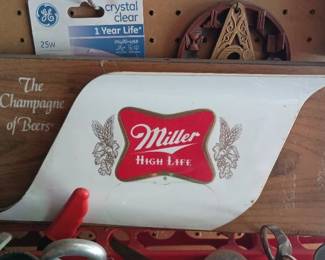 GE
crystal
clear
1 Year Life*
25W
The
Champagne
of Beers
Miller
HIGH LIFE